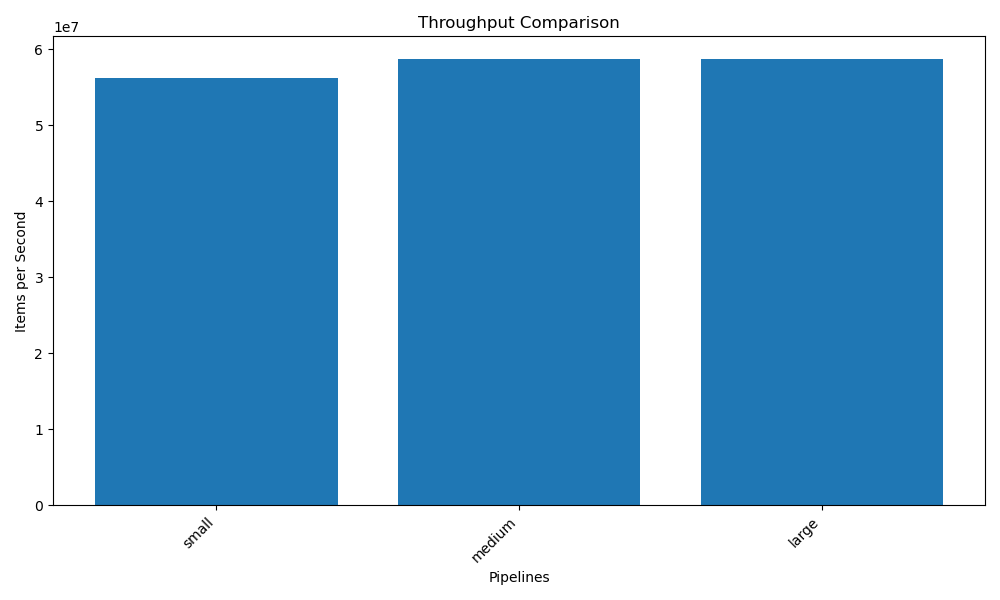 Throughput Comparison
1e7
6
5
4
3
2
1
0
Items per Second
small
medium
large
Pipelines